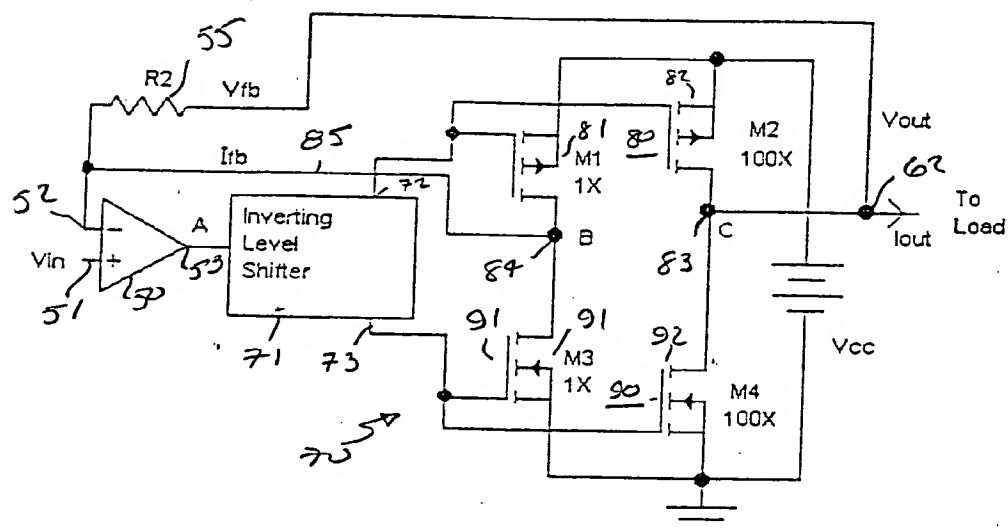 55
R2
Vfb
82
85
81
80
M2
Vout
Ifb
M1
100X
62
1X
72
To
52
A
Inverting
B
C
Load
Level
Iout
Vin
Shifter
84
83
53
51
50
91
91
92
71
73
M3
Vcc
1X
90
M4
100X
70